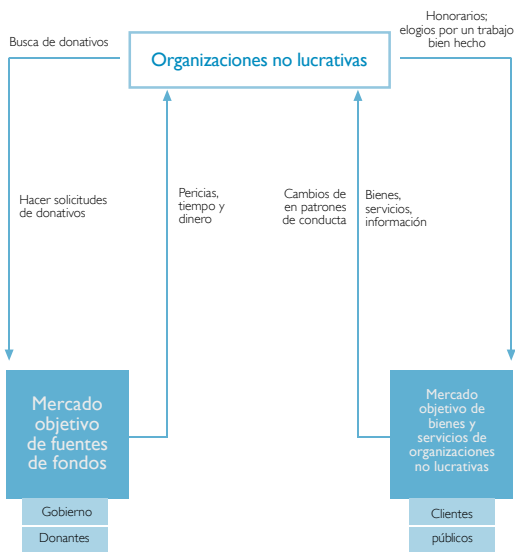 Honorarios;
elogios por un trabajo
bien hecho
Busca de donativos
Organizaciones no lucrativas
Hacer solicitudes
de donativos
Pericias,
tiempo y
dinero
Cambios de
en patrones
de conducta
Bienes,
servicios,
información
Mercado
objetivo
de fuentes
de fondos
Gobierno
Donantes
Mercado
objetivo de
bienes y
servicios de
organizaciones
no lucrativas
Clientes
públicos